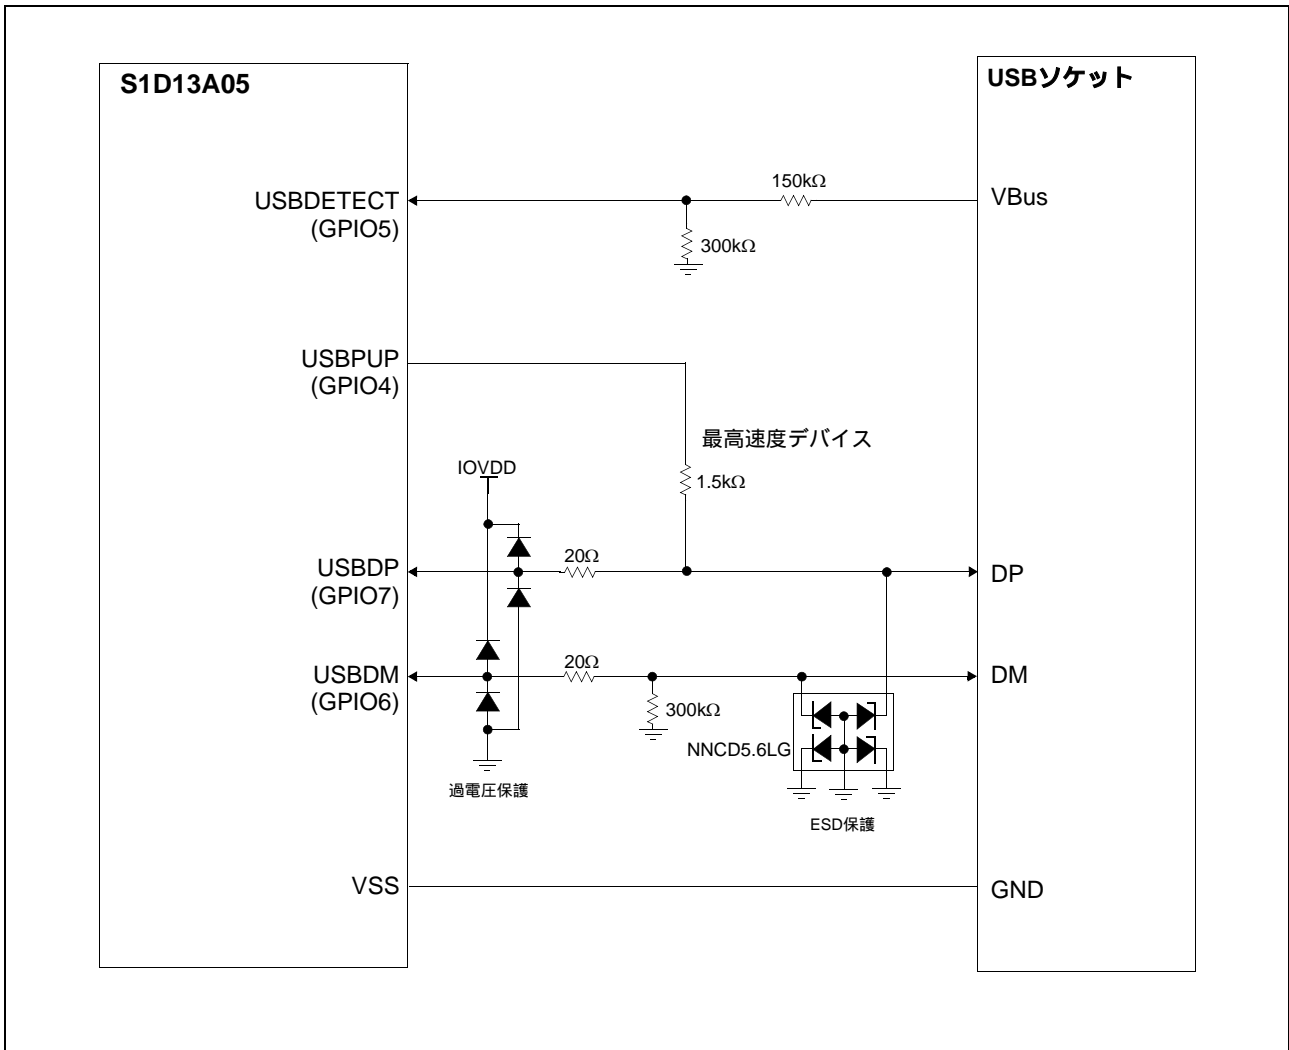 S1D13A05
USBソケット
150kΩ
USBDETECT
(GPIO5)
VBus
300kΩ
USBPUP
(GPIO4)
最高速度デバイス
IOVDD
1.5kΩ
20Ω
USBDP
(GPIO7)
DP
20Ω
USBDM
(GPIO6)
DM
300kΩ
NNCD5.6LG
過電圧保護
ESD保護
VSS
GND